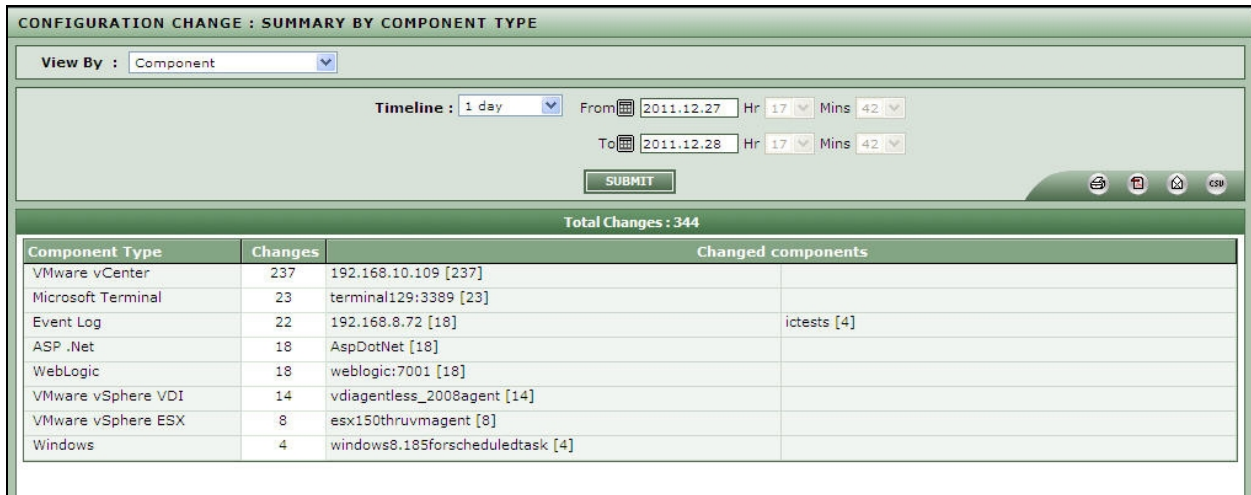 CONFIGURATION CHANGE : SUMMARY BY COMPONENT TYPE
View By : Component
Timeline : 1 day From 2011.12.27 Hr 17 Mins 42
To 2011.12.28 Hr 17 Mins 42
SUBMIT
CSV
Total Changes : 344
Component Type Changes Changed components
VMware vCenter 237 192.168.10.109 [237]
Microsoft Terminal 23 terminal129:3389 [23]
Event Log 22 192.168.8.72 [18] ictests [4]
ASP .Net 18 AspDotNet [18]
WebLogic 18 weblogic:7001 [18]
VMware vSphere VDI 14 vdiagentless_2008agent [14]
VMware vSphere ESX 8 esx150thruvmagent [8]
Windows 4 windows8.185forscheduledtask [4]